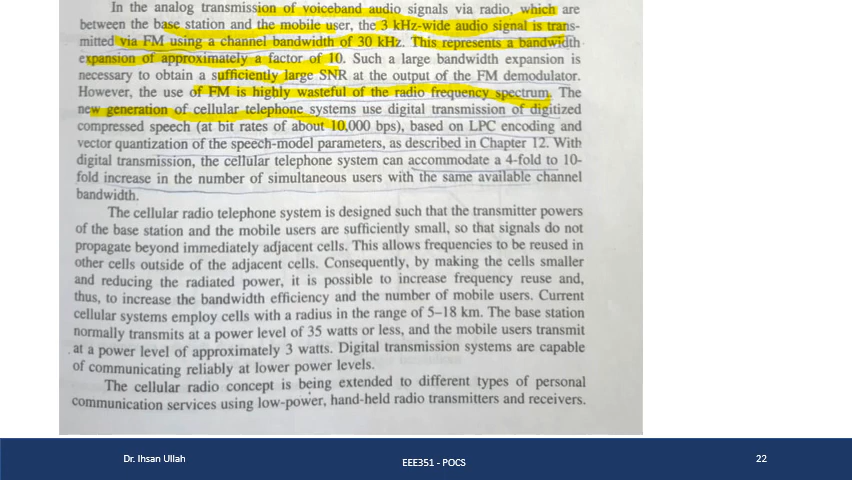 In the analog transmission of voiceband audio signals via radio, which are
between the base station and the mobile user, the 3 kHz-wide audio signal is trans-
mitted via FM using a channel bandwidth of 30 kHz. This represents a bandwidth
expansion of approximately a factor of 10. Such a large bandwidth expansion is
necessary to obtain a sufficiently large SNR at the output of the FM demodulator.
However, the use of FM is highly wasteful of the radio frequency spectrum. The
new generation of cellular telephone systems use digital transmission of digitized
compressed speech (at bit rates of about 10,000 bps), based on LPC encoding and
vector quantization of the speech-model parameters, as described in Chapter 12. With
digital transmission, the cellular telephone system can accommodate a 4-fold to 10-
fold increase in the number of simultaneous users with the same available channel
bandwidth.
The cellular radio telephone system is designed such that the transmitter powers
of the base station and the mobile users are sufficiently small, so that signals do not
propagate beyond immediately adjacent cells. This allows frequencies to be reused in
other cells outside of the adjacent cells. Consequently, by making the cells smaller
and reducing the radiated power, it is possible to increase frequency reuse and,
thus, to increase the bandwidth efficiency and the number of mobile users. Current
cellular systems employ cells with a radius in the range of 5–18 km. The base station
normally transmits at a power level of 35 watts or less, and the mobile users transmit
at a power level of approximately 3 watts. Digital transmission systems are capable
of communicating reliably at lower power levels.
The cellular radio concept is being extended to different types of personal
communication services using low-power, hand-held radio transmitters and receivers.
Dr. Ihsan Ullah
EEE351 - POCS
22